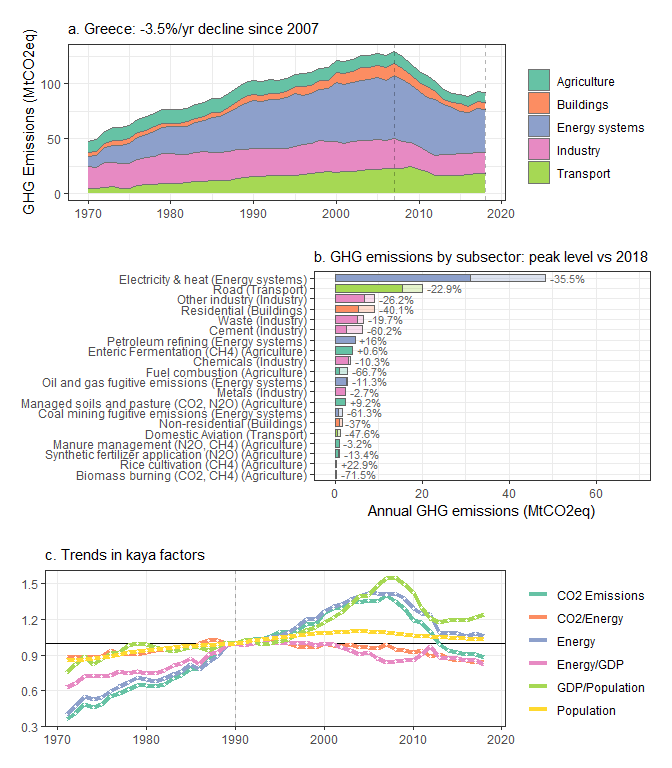 a. Greece: -3.5%/yr decline since 2007
GHG Emissions (MtCO2eq)
100
50
0
1970 1980 1990 2000 2010 2020
Agriculture
Buildings
Energy systems
Industry
Transport
b. GHG emissions by subsector: peak level vs 2018
Electricity & heat (Energy systems) -35.5%
Road (Transport) -22.9%
Other industry (Industry) -26.2%
Residential (Buildings) -40.1%
Waste (Industry) -19.7%
Cement (Industry) -60.2%
Petroleum refining (Energy systems) +16%
Enteric Fermentation (CH4) (Agriculture) +0.6%
Chemicals (Industry) -10.3%
Fuel combustion (Agriculture) -66.7%
Oil and gas fugitive emissions (Energy systems) -11.3%
Metals (Industry) -2.7%
Managed soils and pasture (CO2, N2O) (Agriculture) +9.2%
Coal mining fugitive emissions (Energy systems) -61.3%
Non-residential (Buildings) -37%
Domestic Aviation (Transport) -47.6%
Manure management (N2O, CH4) (Agriculture) -3.2%
Synthetic fertilizer application (N2O) (Agriculture) -13.4%
Rice cultivation (CH4) (Agriculture) +22.9%
Biomass burning (CO2, CH4) (Agriculture) -71.5%
0 20 40 60
Annual GHG emissions (MtCO2eq)
c. Trends in kaya factors
1.5
1.2
0.9
0.6
0.3
1970 1980 1990 2000 2010 2020
CO2 Emissions
CO2/Energy
Energy
Energy/GDP
GDP/Population
Population